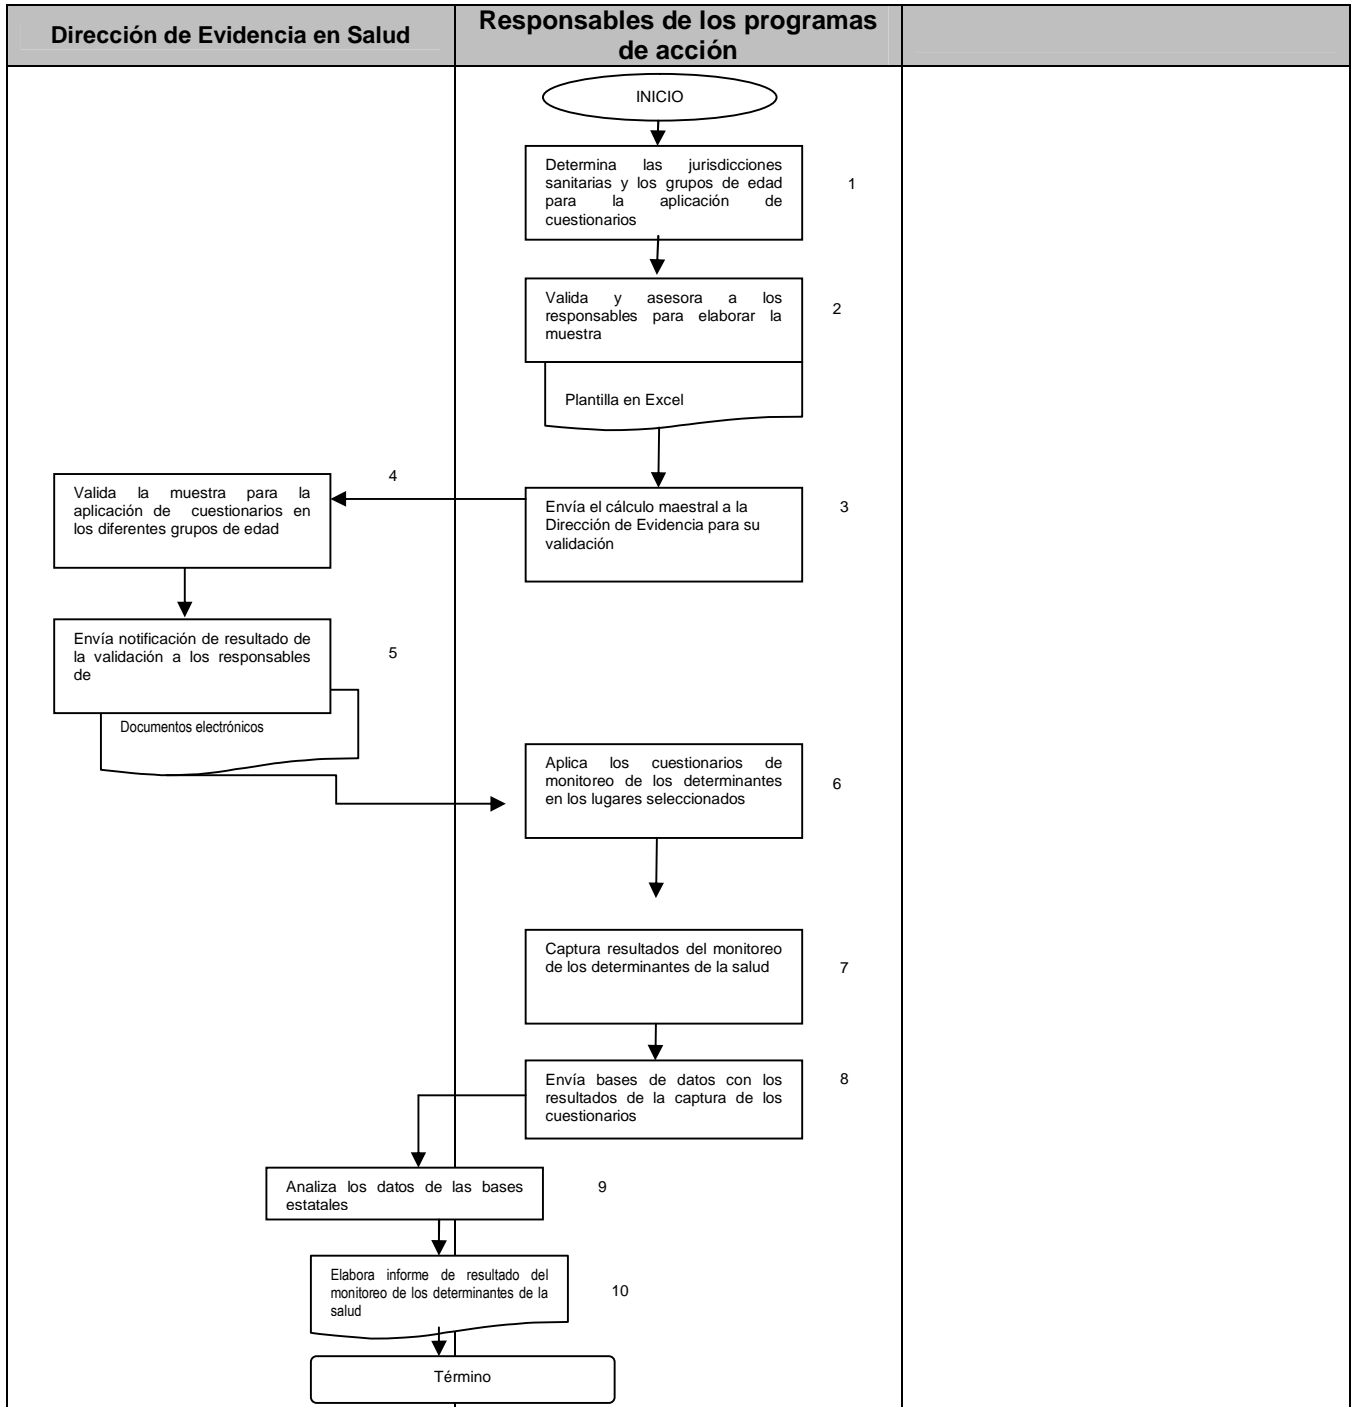 Dirección de Evidencia en Salud
Responsables de los programas
de acción
INICIO
Determina las jurisdicciones
sanitarias y los grupos de edad
para la aplicación de
cuestionarios
1
Valida y asesora a los
responsables para elaborar la
muestra
2
Plantilla en Excel
Envía el cálculo maestral a la
Dirección de Evidencia para su
validación
3
4
Valida la muestra para la
aplicación de cuestionarios en
los diferentes grupos de edad
Envía notificación de resultado de
la validación a los responsables
de
5
Documentos electrónicos
Aplica los cuestionarios de
monitoreo de los determinantes
en los lugares seleccionados
6
Captura resultados del monitoreo
de los determinantes de la salud
7
Envía bases de datos con los
resultados de la captura de los
cuestionarios
8
Analiza los datos de las bases
estatales
9
Elabora informe de resultado del
monitoreo de los determinantes de la
salud
10
Término